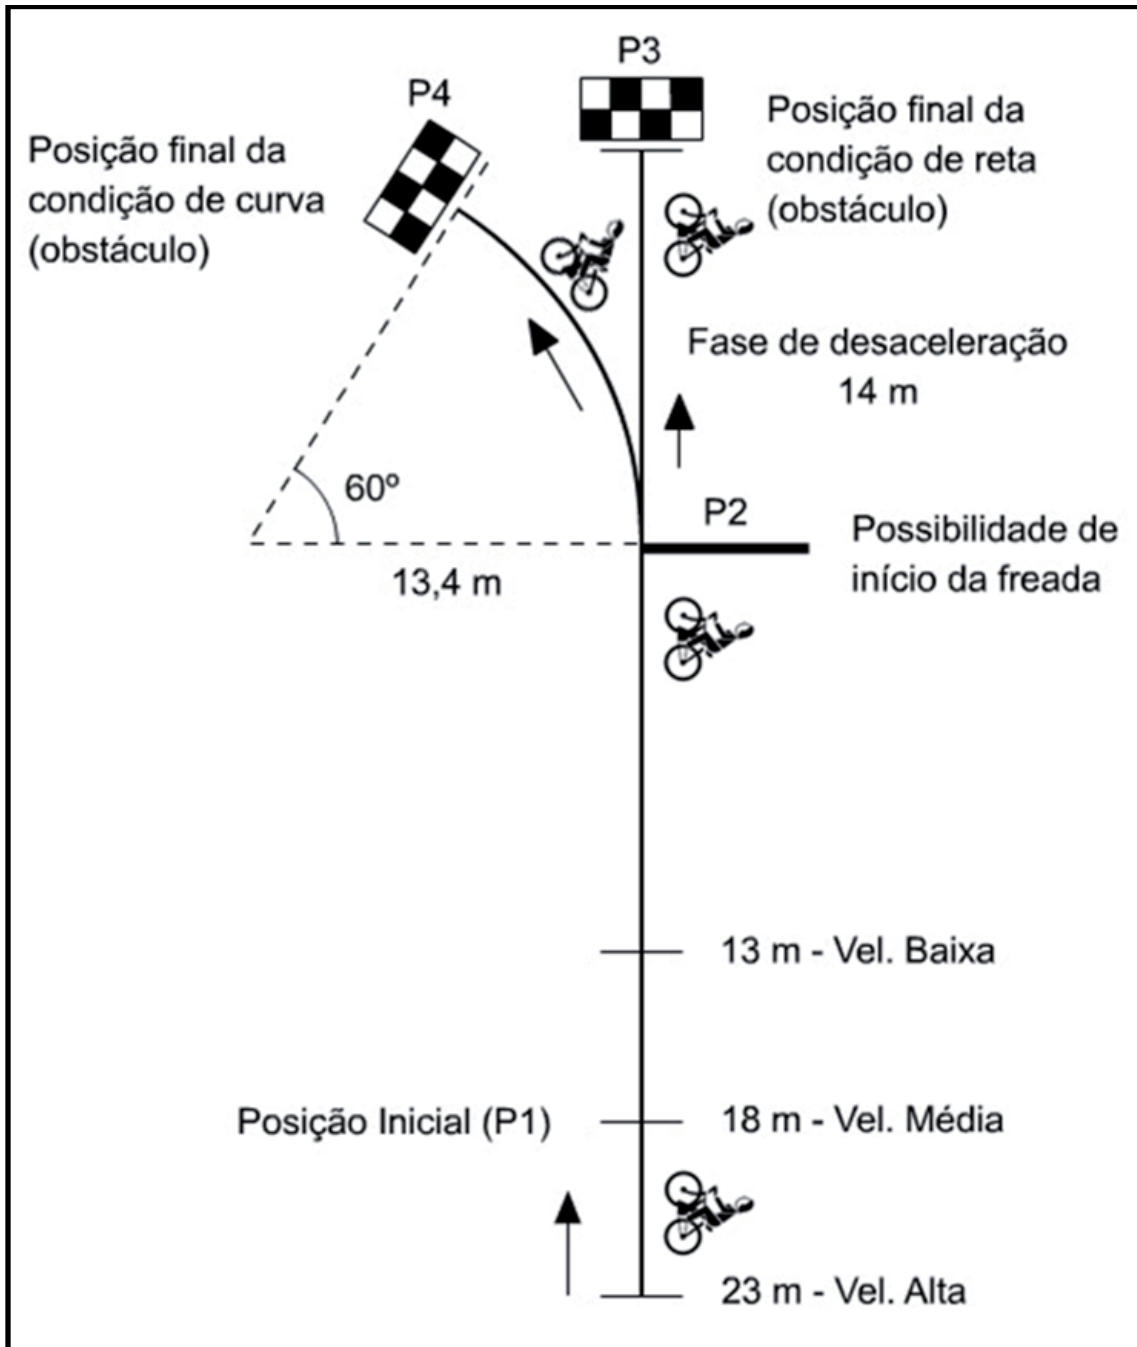 P3
P4
Posição final da
condição de reta
(obstáculo)
Posição final da
condição de curva
(obstáculo)
Fase de desaceleração
14 m
60º
P2
Possibilidade de
início da freada
13,4 m
13 m - Vel. Baixa
Posição Inicial (P1)
18 m - Vel. Média
23 m - Vel. Alta